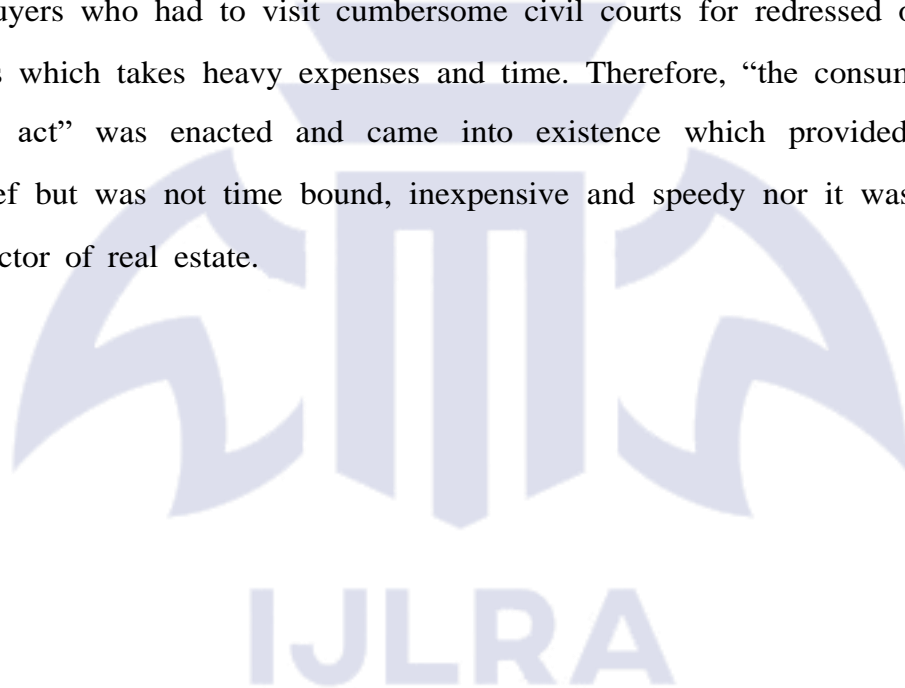 uyers who had to visit cumbersome civil courts for redressed
s which takes heavy expenses and time. Therefore, “the consum
act” was enacted and came into existence which provided
ef but was not time bound, inexpensive and speedy nor it was
ctor of real estate.
IJLRA